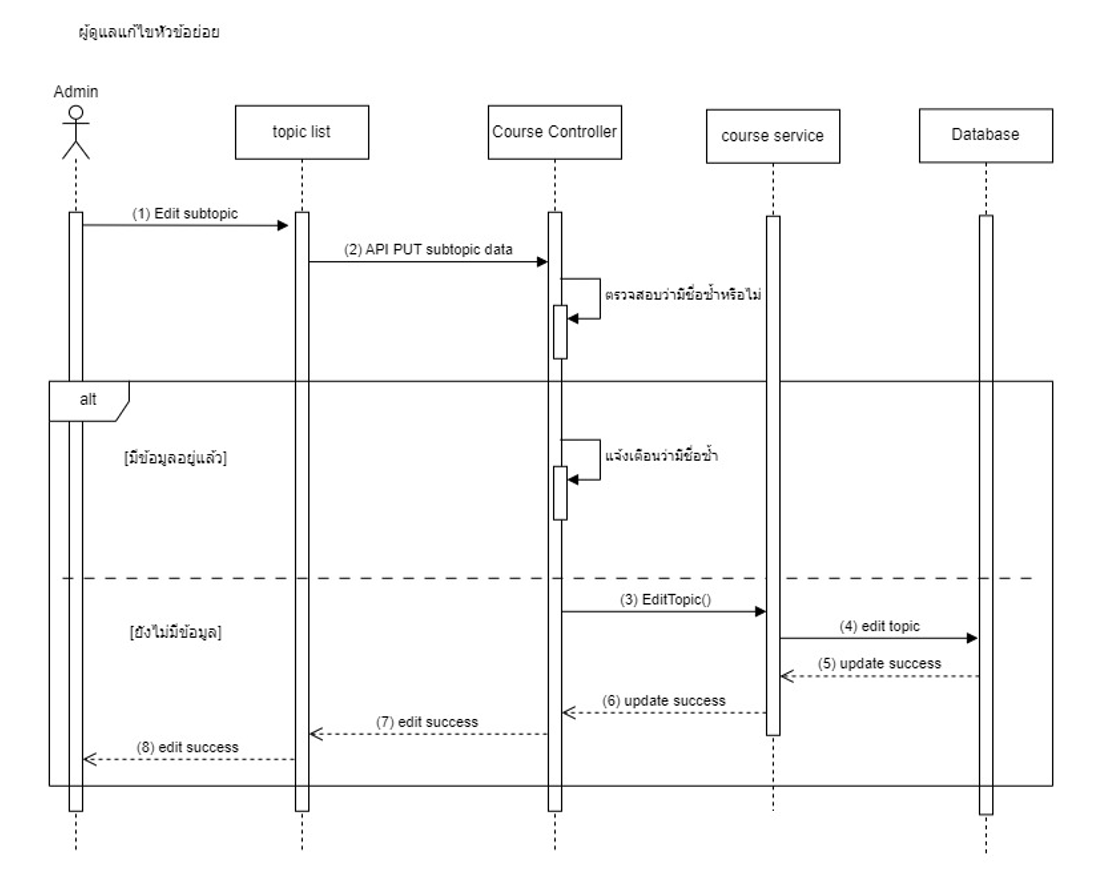 ผู้ดูแลแก้ไขหัวข้อย่อย
Admin
topic list
Course Controller
course service
Database
(1) Edit subtopic
(2) API PUT subtopic data
ตรวจสอบว่ามีชื่อซ้ำหรือไม่
alt
[มีข้อมูลอยู่แล้ว]
แจ้งเตือนว่ามีชื่อซ้ำ
(3) EditTopic()
[ยังไม่มีข้อมูล]
(4) edit topic
(5) update success
(6) update success
(7) edit success
(8) edit success